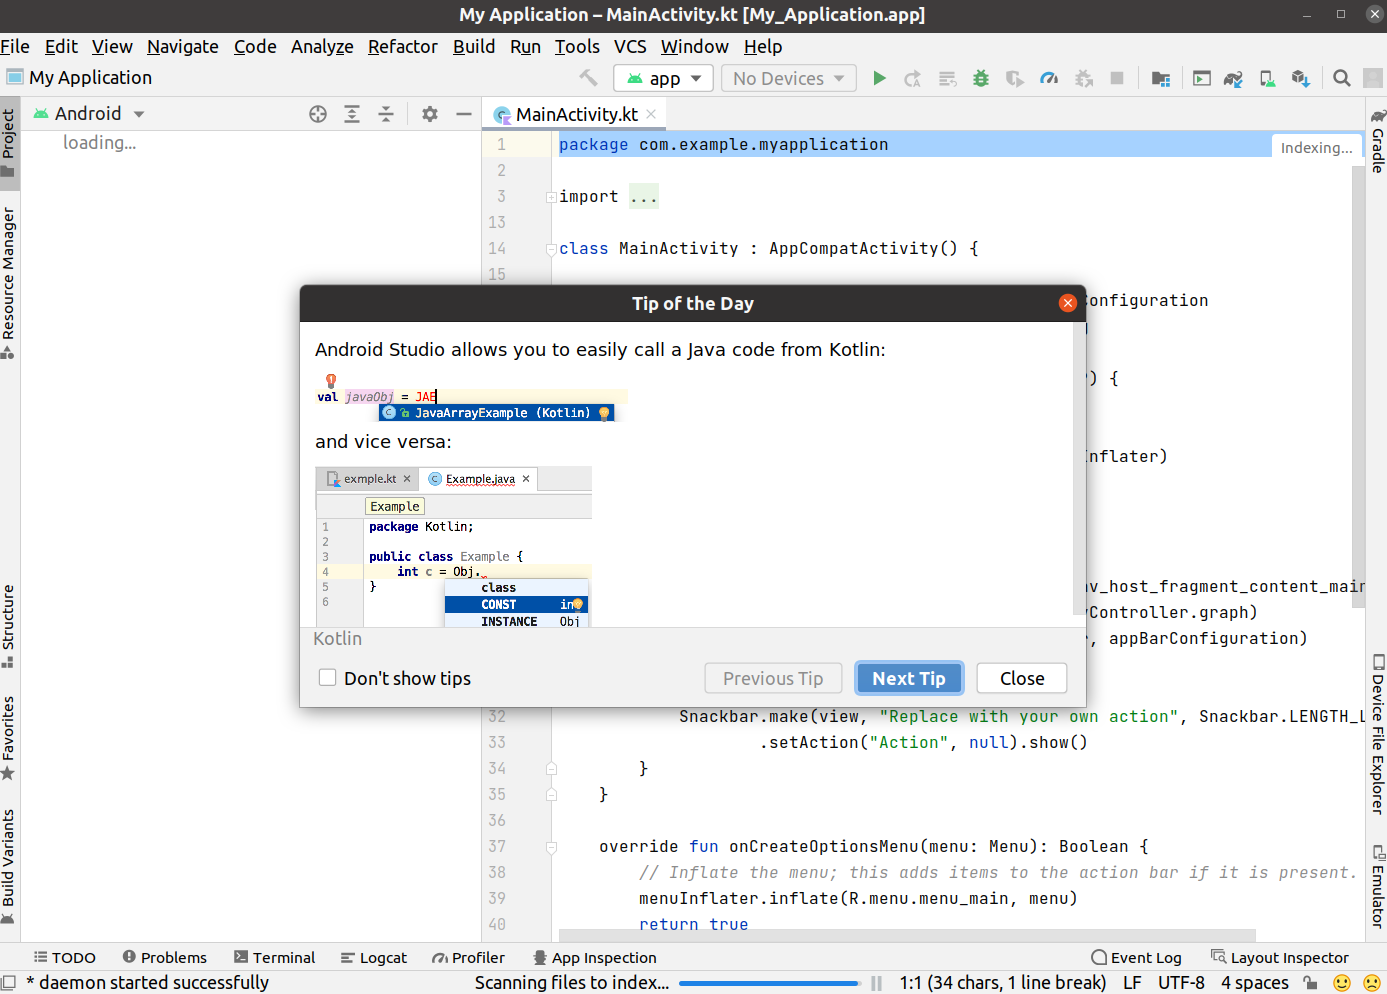 My Application – MainActivity.kt [My_Application.app]
File Edit View Navigate Code Analyze Refactor Build Run Tools VCS Window Help
My Application
app
No Devices
Project
Resource Manager
Structure
Favorites
Build Variants
Android
loading...
MainActivity.kt
1 package com.example.myapplication
Indexing...
2
3 import ...
13
14 class MainActivity : AppCompatActivity() {
15
Configuration
) {
nflater)
v_host_fragment_content_main
Controller.graph)
, appBarConfiguration)
Tip of the Day
Android Studio allows you to easily call a Java code from Kotlin:
val javaObj = JAE
JavaArrayExample (Kotlin)
and vice versa:
exmple.kt Example.java
Example
1 package Kotlin;
2
3 public class Example {
4 int c = Obj.
5 }
6
class
CONST in
INSTANCE Obj
Kotlin
Don't show tips
Previous Tip
Next Tip
Close
32 Snackbar.make(view, "Replace with your own action", Snackbar.LENGTH_L
33 .setAction("Action", null).show()
34 }
35 }
36
37 override fun onCreateOptionsMenu(menu: Menu): Boolean {
38 // Inflate the menu; this adds items to the action bar if it is present.
39 menuInflater.inflate(R.menu.menu_main, menu)
40 return true
Gradle
Device File Explorer
Emulator
TODO Problems Terminal Logcat Profiler App Inspection Event Log Layout Inspector
* daemon started successfully Scanning files to index... 1:1 (34 chars, 1 line break) LF UTF-8 4 spaces